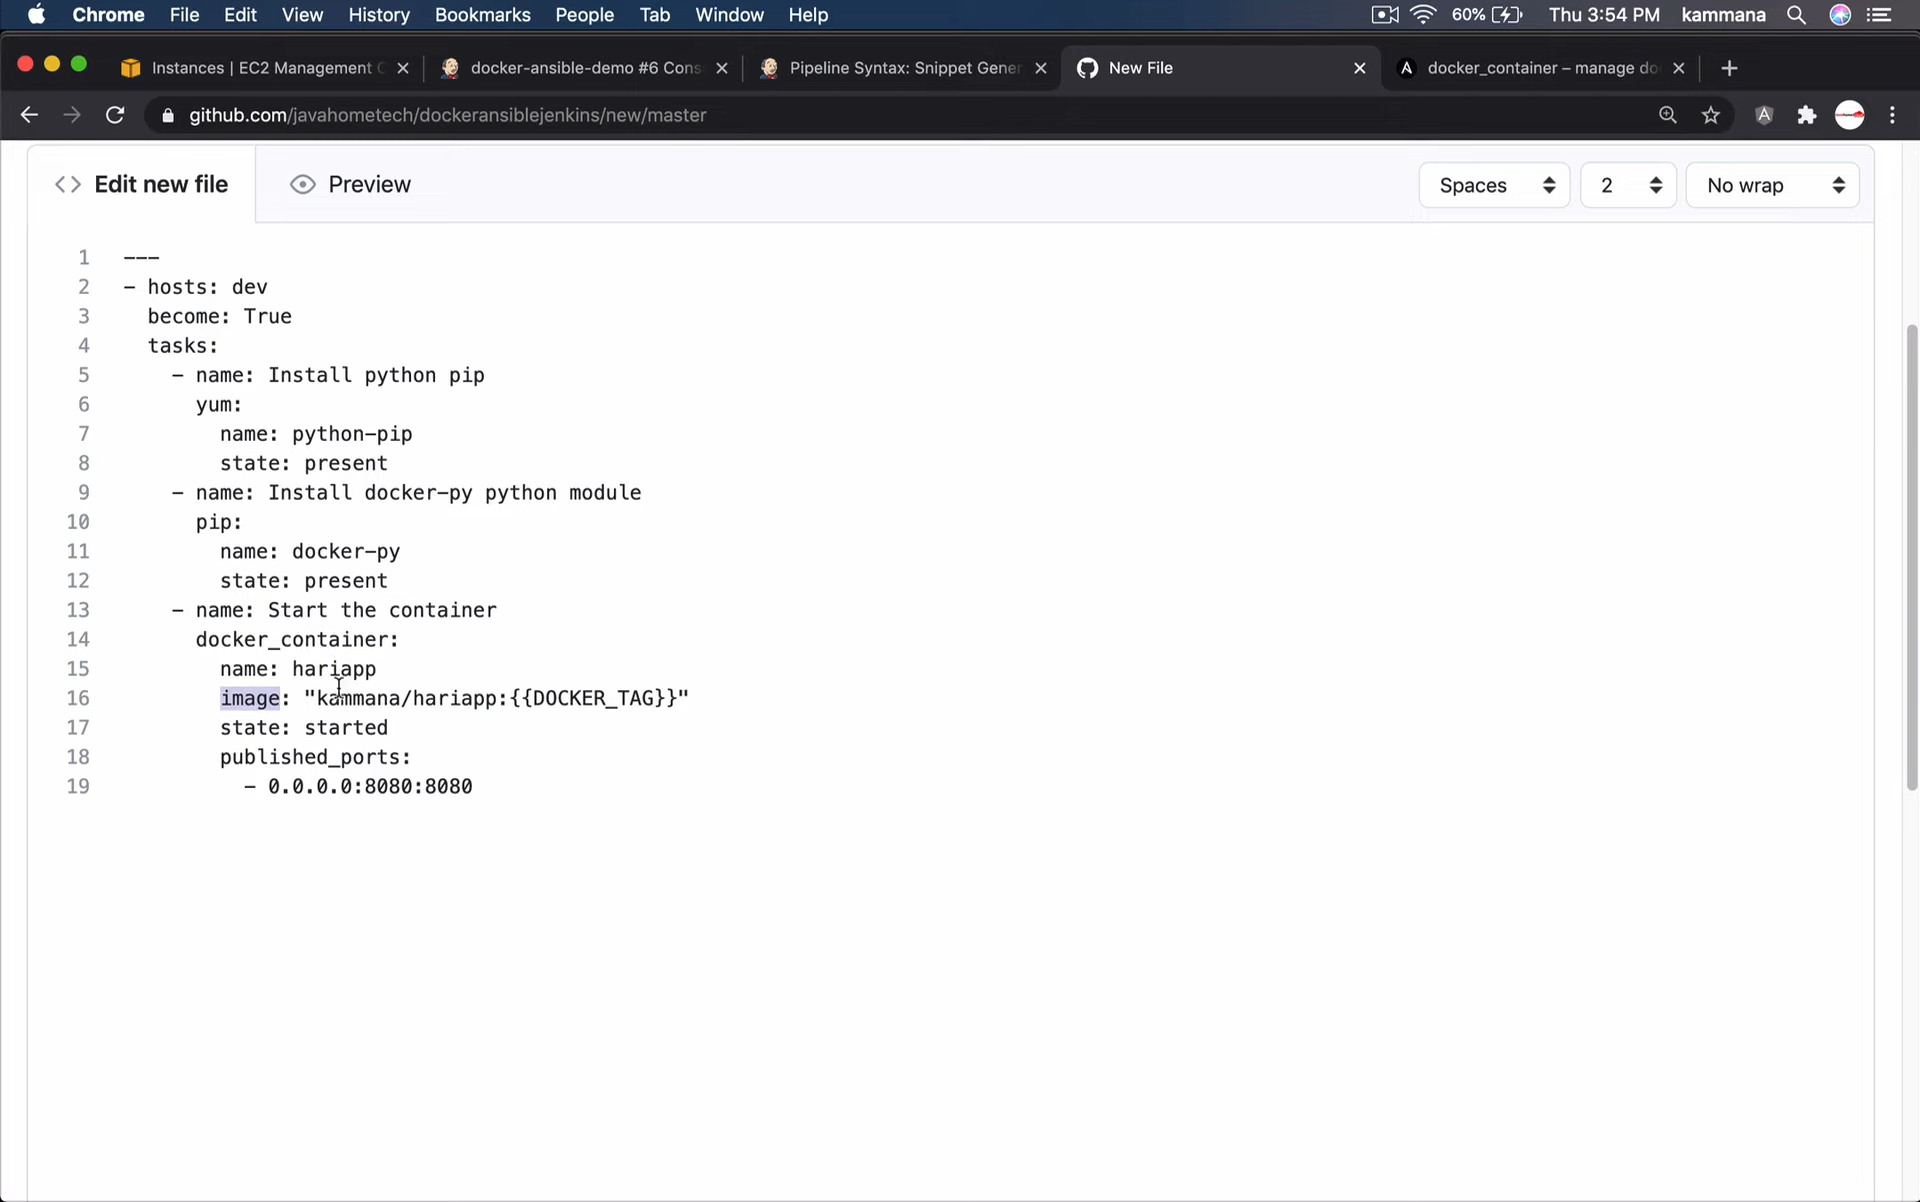 Chrome File Edit View History Bookmarks People Tab Window Help 60% Thu 3:54 PM kammana
Instances | EC2 Management C docker-ansible-demo #6 Cons Pipeline Syntax: Snippet Gener New File docker_container – manage do
github.com/javahometech/dockeransiblejenkins/new/master
<> Edit new file Preview Spaces 2 No wrap
1 ---
2 - hosts: dev
3 become: True
4 tasks:
5 - name: Install python pip
6 yum:
7 name: python-pip
8 state: present
9 - name: Install docker-py python module
10 pip:
11 name: docker-py
12 state: present
13 - name: Start the container
14 docker_container:
15 name: hariapp
16 image: "kammana/hariapp:{{DOCKER_TAG}}"
17 state: started
18 published_ports:
19 - 0.0.0.0:8080:8080